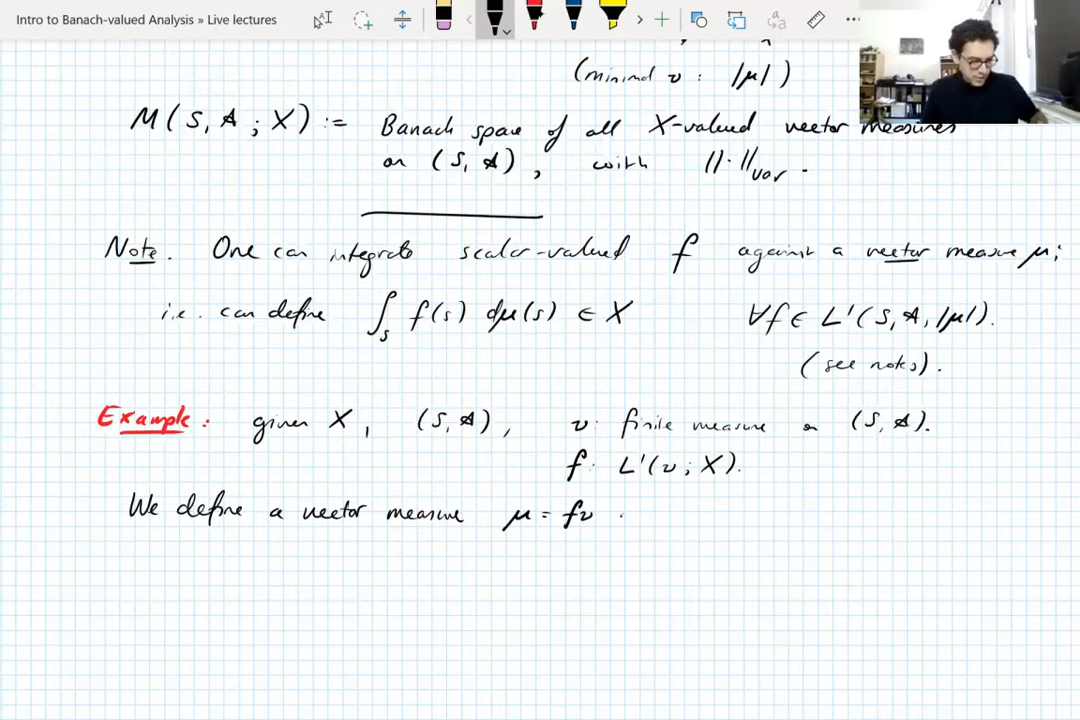 Intro to Banach-valued Analysis » Live lectures
(minimal ν : |μ|)
M(S, A ; X) := Banach space of all X-valued vector measures
on (S, A), with ||·||var.
Note. One can integrate scalar-valued f against a vector measure μ;
i.e. can define ∫_S f(s) dμ(s) ∈ X ∀f ∈ L¹(S, A, |μ|).
(see notes).
Example: given X, (S, A), ν: finite measure on (S, A).
f: L¹(ν; X).
We define a vector measure μ = fν .